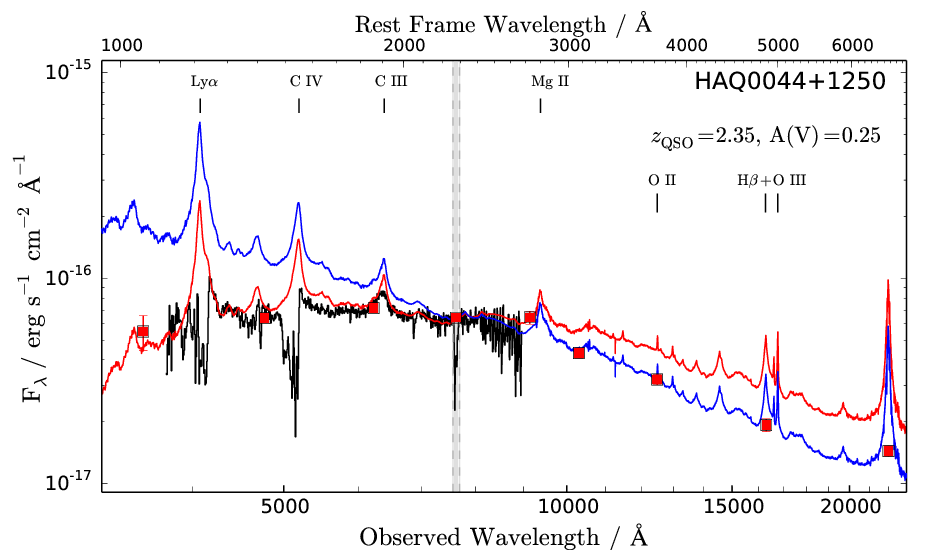 Rest Frame Wavelength / Å
1000 2000 3000 4000 5000 6000
10⁻¹⁵
Lyα C IV C III Mg II HAQ0044+1250
z_QSO=2.35, A(V)=0.25
O II Hβ+O III
10⁻¹⁶
F_λ / erg s⁻¹ cm⁻² Å⁻¹
10⁻¹⁷
5000 10000 15000 20000
Observed Wavelength / Å